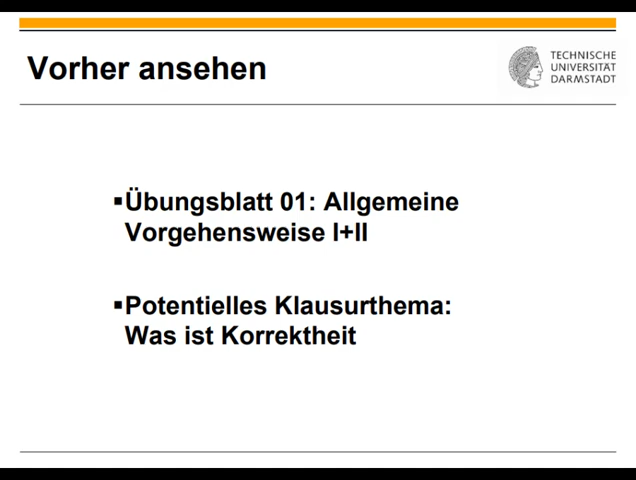 Vorher ansehen
TECHNISCHE
UNIVERSITÄT
DARMSTADT
▪Übungsblatt 01: Allgemeine
Vorgehensweise I+II
▪Potentielles Klausurthema:
Was ist Korrektheit